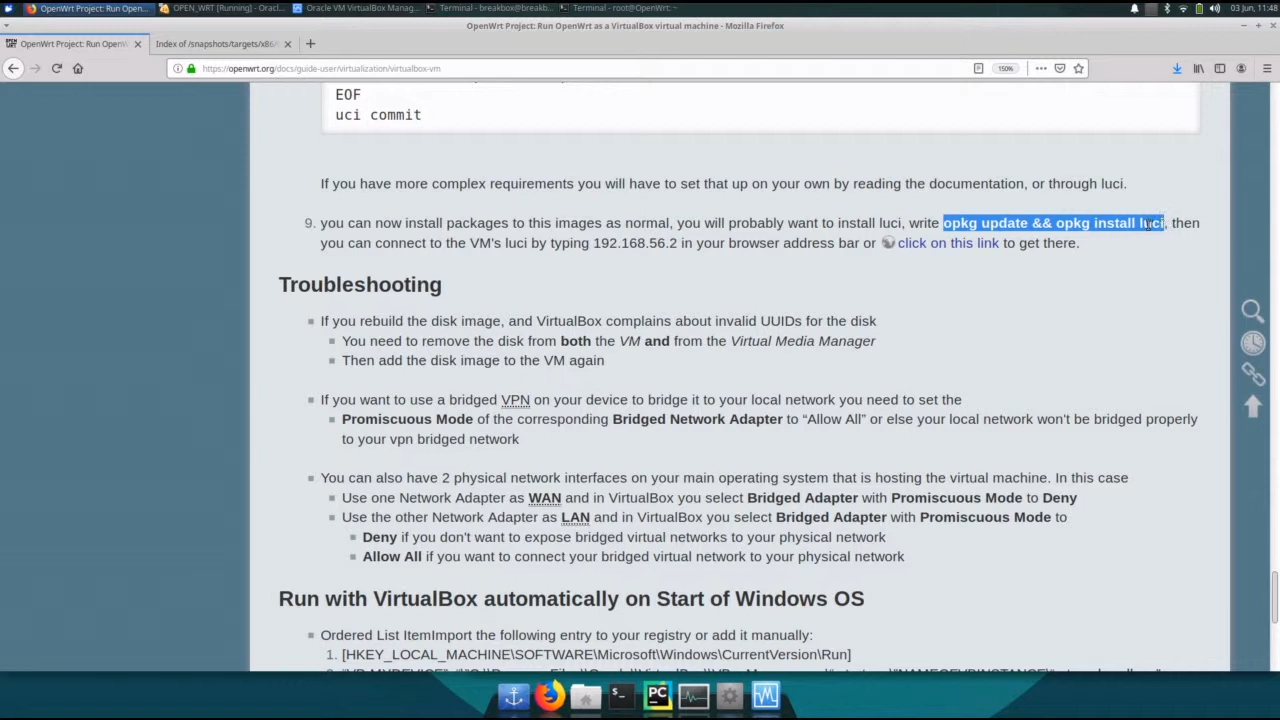 OpenWrt Project: Run Open...
OPEN_WRT [Running] - Oracl...
Oracle VM VirtualBox Manag...
Terminal - breakbox@breakb...
Terminal - root@OpenWrt: ~
03 Jun, 11:48
OpenWrt Project: Run OpenWrt as a VirtualBox virtual machine - Mozilla Firefox
OpenWrt Project: Run OpenW
Index of /snapshots/targets/x86/
https://openwrt.org/docs/guide-user/virtualization/virtualbox-vm
150%
EOF
uci commit
If you have more complex requirements you will have to set that up on your own by reading the documentation, or through luci.
9. you can now install packages to this images as normal, you will probably want to install luci, write opkg update && opkg install luci, then
you can connect to the VM's luci by typing 192.168.56.2 in your browser address bar or click on this link to get there.
Troubleshooting
If you rebuild the disk image, and VirtualBox complains about invalid UUIDs for the disk
You need to remove the disk from both the VM and from the Virtual Media Manager
Then add the disk image to the VM again
If you want to use a bridged VPN on your device to bridge it to your local network you need to set the
Promiscuous Mode of the corresponding Bridged Network Adapter to “Allow All” or else your local network won't be bridged properly
to your vpn bridged network
You can also have 2 physical network interfaces on your main operating system that is hosting the virtual machine. In this case
Use one Network Adapter as WAN and in VirtualBox you select Bridged Adapter with Promiscuous Mode to Deny
Use the other Network Adapter as LAN and in VirtualBox you select Bridged Adapter with Promiscuous Mode to
Deny if you don't want to expose bridged virtual networks to your physical network
Allow All if you want to connect your bridged virtual network to your physical network
Run with VirtualBox automatically on Start of Windows OS
Ordered List ItemImport the following entry to your registry or add it manually:
1. [HKEY_LOCAL_MACHINE\SOFTWARE\Microsoft\Windows\CurrentVersion\Run]
PC